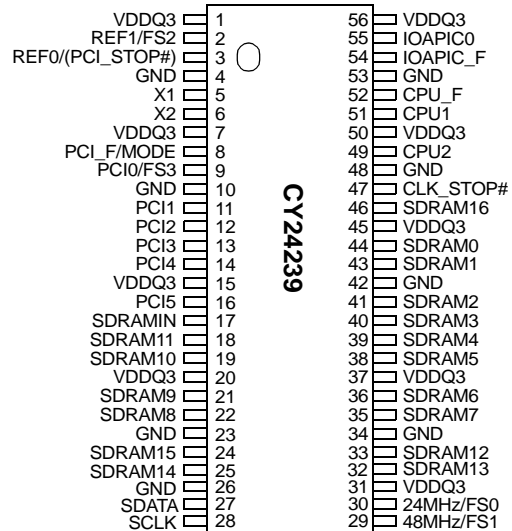 VDDQ3 1 56 VDDQ3
REF1/FS2 2 55 IOAPIC0
REF0/(PCI_STOP#) 3 54 IOAPIC_F
GND 4 53 GND
X1 5 52 CPU_F
X2 6 51 CPU1
VDDQ3 7 50 VDDQ3
PCI_F/MODE 8 49 CPU2
PCI0/FS3 9 48 GND
GND 10 47 CLK_STOP#
PCI1 11 46 SDRAM16
PCI2 12 45 VDDQ3
PCI3 13 44 SDRAM0
PCI4 14 43 SDRAM1
VDDQ3 15 42 GND
PCI5 16 41 SDRAM2
SDRAMIN 17 40 SDRAM3
SDRAM11 18 39 SDRAM4
SDRAM10 19 38 SDRAM5
VDDQ3 20 37 VDDQ3
SDRAM9 21 36 SDRAM6
SDRAM8 22 35 SDRAM7
GND 23 34 GND
SDRAM15 24 33 SDRAM12
SDRAM14 25 32 SDRAM13
GND 26 31 VDDQ3
SDATA 27 30 24MHz/FS0
SCLK 28 29 48MHz/FS1
CY24239